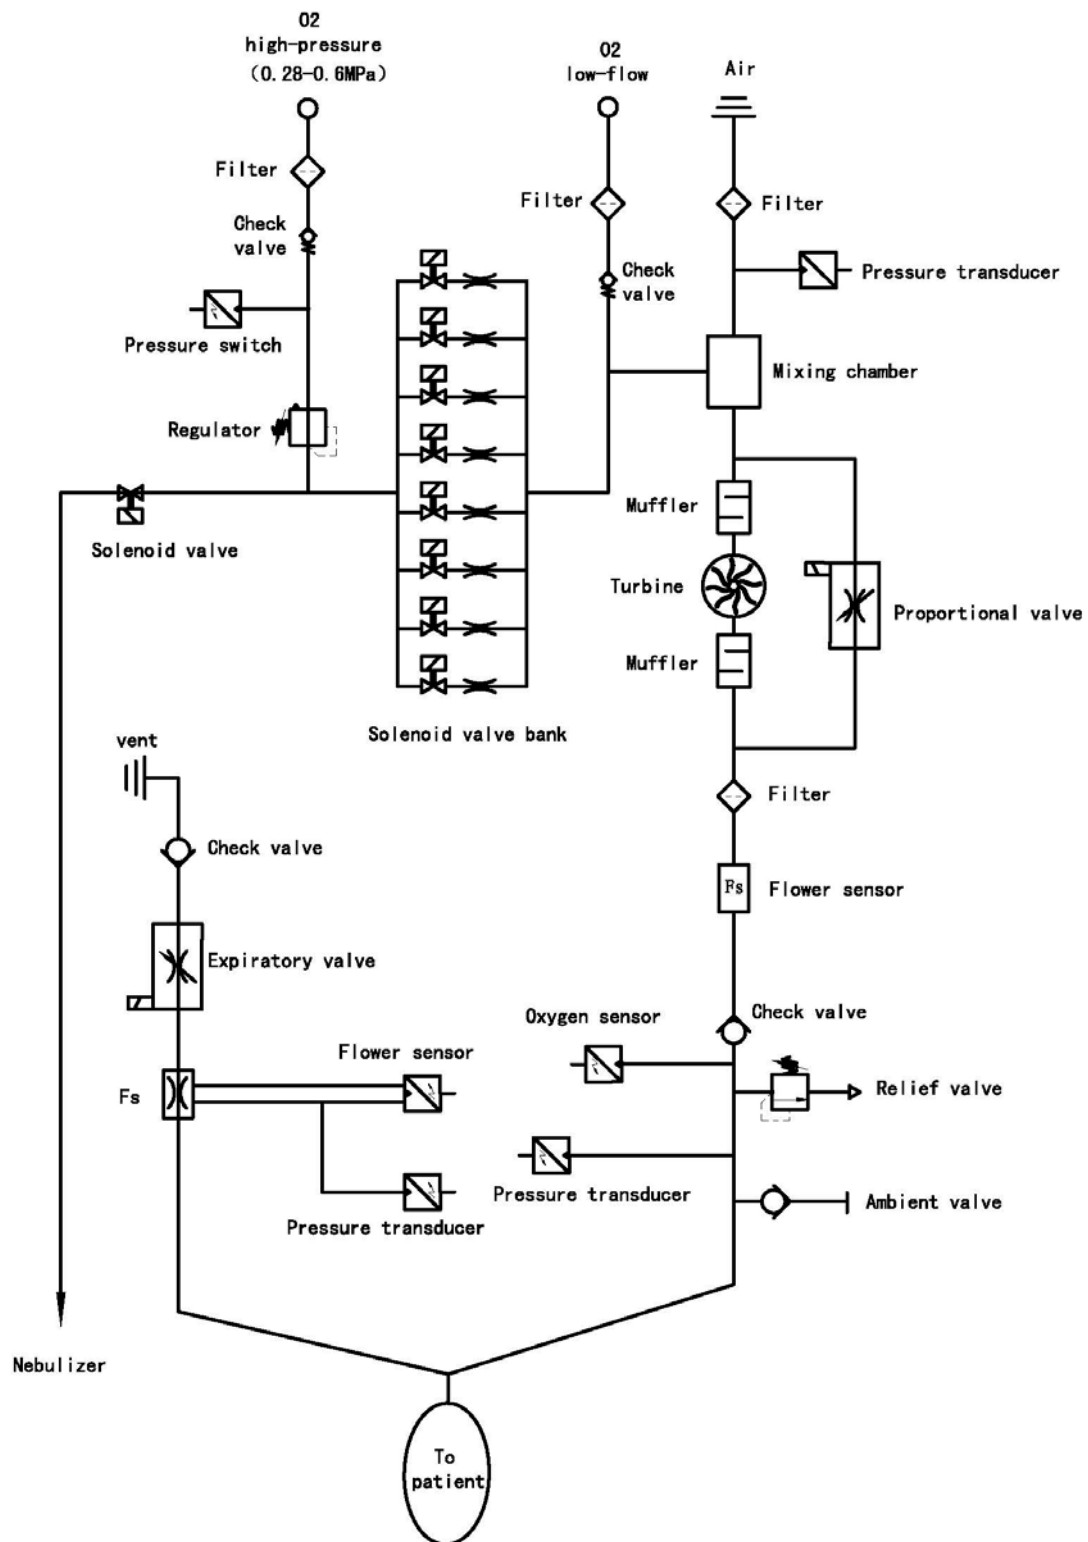 O2
high-pressure
(0.28-0.6MPa)
O2
low-flow
Air
Filter
Filter
Filter
Check
valve
Check
valve
Pressure transducer
Pressure switch
Mixing chamber
Regulator
Muffler
Solenoid valve
Turbine
Proportional valve
Muffler
Solenoid valve bank
vent
Filter
Check valve
Fs
Flower sensor
Expiratory valve
Oxygen sensor
Check valve
Flower sensor
Fs
Relief valve
Pressure transducer
Pressure transducer
Ambient valve
Nebulizer
To
patient